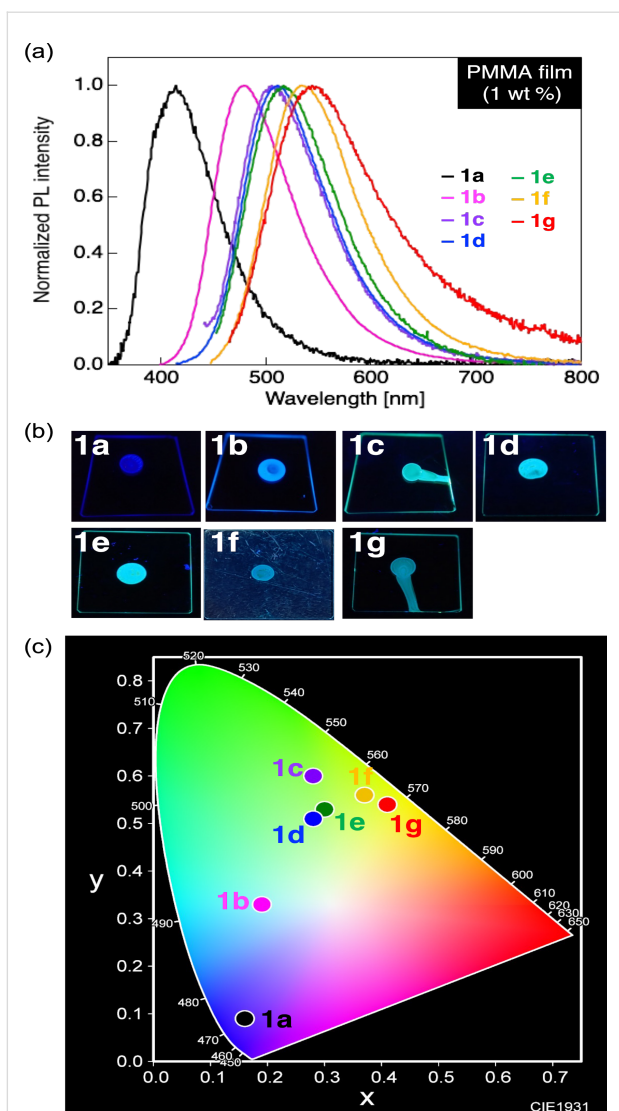 (a)
PMMA film
(1 wt %)
1.0
0.8
0.6
0.4
0.2
0.0
Normalized PL intensity
1a
1b
1c
1d
1e
1f
1g
400 500 600 700 800
Wavelength [nm]
(b)
1a 1b 1c 1d
1e 1f 1g
(c)
520
530
510
540
550
560
500
570
580
590
600
610
620
630
650
490
480
470
460
450
0.8
0.7
0.6
0.5
0.4
0.3
0.2
0.1
0.0
y
1c
1f
1e
1g
1d
1b
1a
0.0 0.1 0.2 0.3 0.4 0.5 0.6 0.7
x
CIE1931